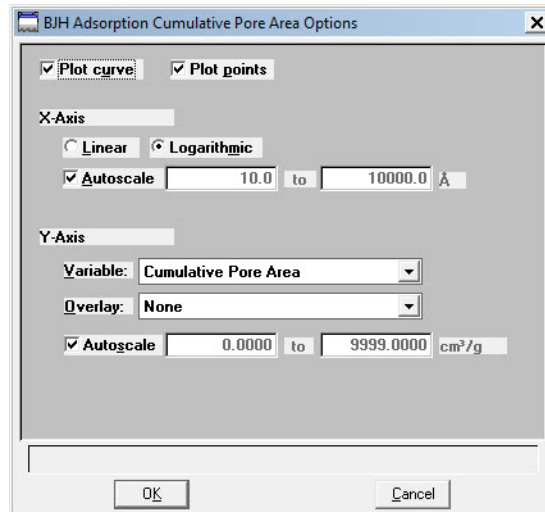 BJH Adsorption Cumulative Pore Area Options
Plot curve Plot points
X-Axis
Linear Logarithmic
Autoscale 10.0 to 10000.0 Å
Y-Axis
Variable: Cumulative Pore Area
Overlay: None
Autoscale 0.0000 to 9999.0000 cm³/g
OK Cancel